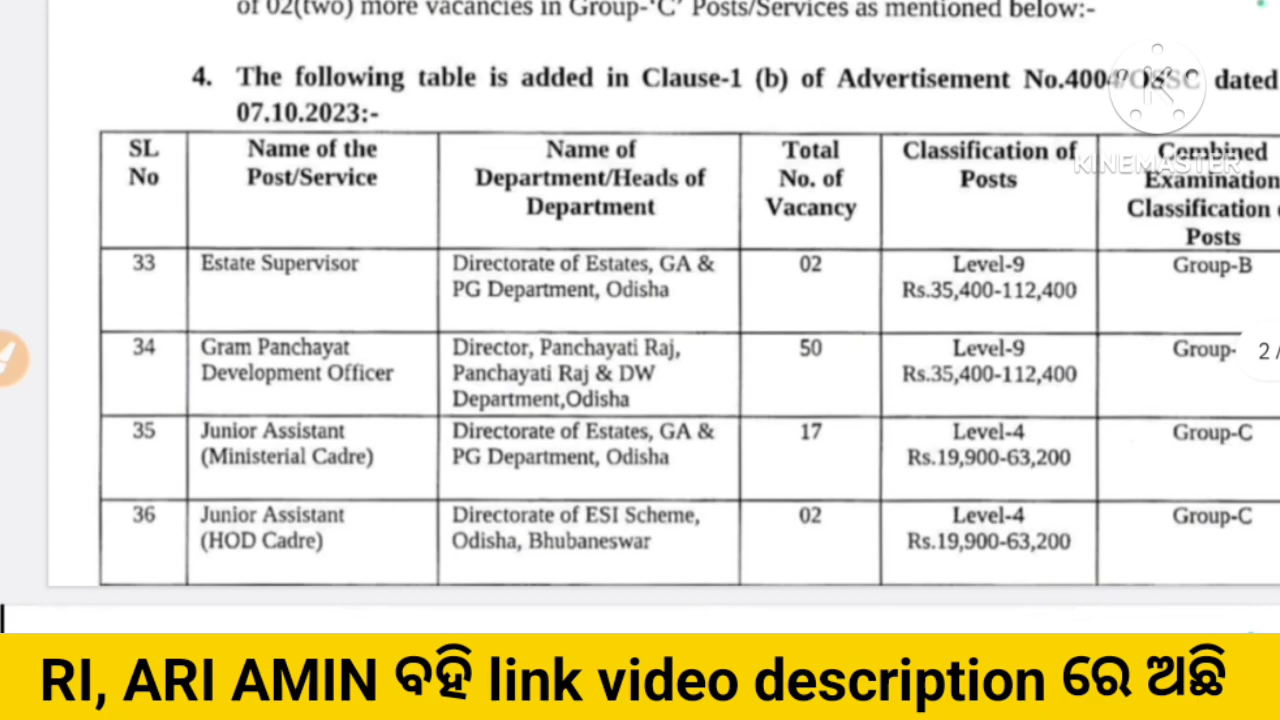 of 02(two) more vacancies in Group-'C' Posts/Services as mentioned below:-
4. The following table is added in Clause-1 (b) of Advertisement No.4004/OSSC dated
07.10.2023:-
SL No | Name of the Post/Service | Name of Department/Heads of Department | Total No. of Vacancy | Classification of Posts | Combined Examination Classification Posts
33 | Estate Supervisor | Directorate of Estates, GA & PG Department, Odisha | 02 | Level-9 Rs.35,400-112,400 | Group-B
34 | Gram Panchayat Development Officer | Director, Panchayati Raj, Panchayati Raj & DW Department,Odisha | 50 | Level-9 Rs.35,400-112,400 | Group-
35 | Junior Assistant (Ministerial Cadre) | Directorate of Estates, GA & PG Department, Odisha | 17 | Level-4 Rs.19,900-63,200 | Group-C
36 | Junior Assistant (HOD Cadre) | Directorate of ESI Scheme, Odisha, Bhubaneswar | 02 | Level-4 Rs.19,900-63,200 | Group-C
2/
KINEMASTER
RI, ARI AMIN ବହି link video description ରେ ଅଛି